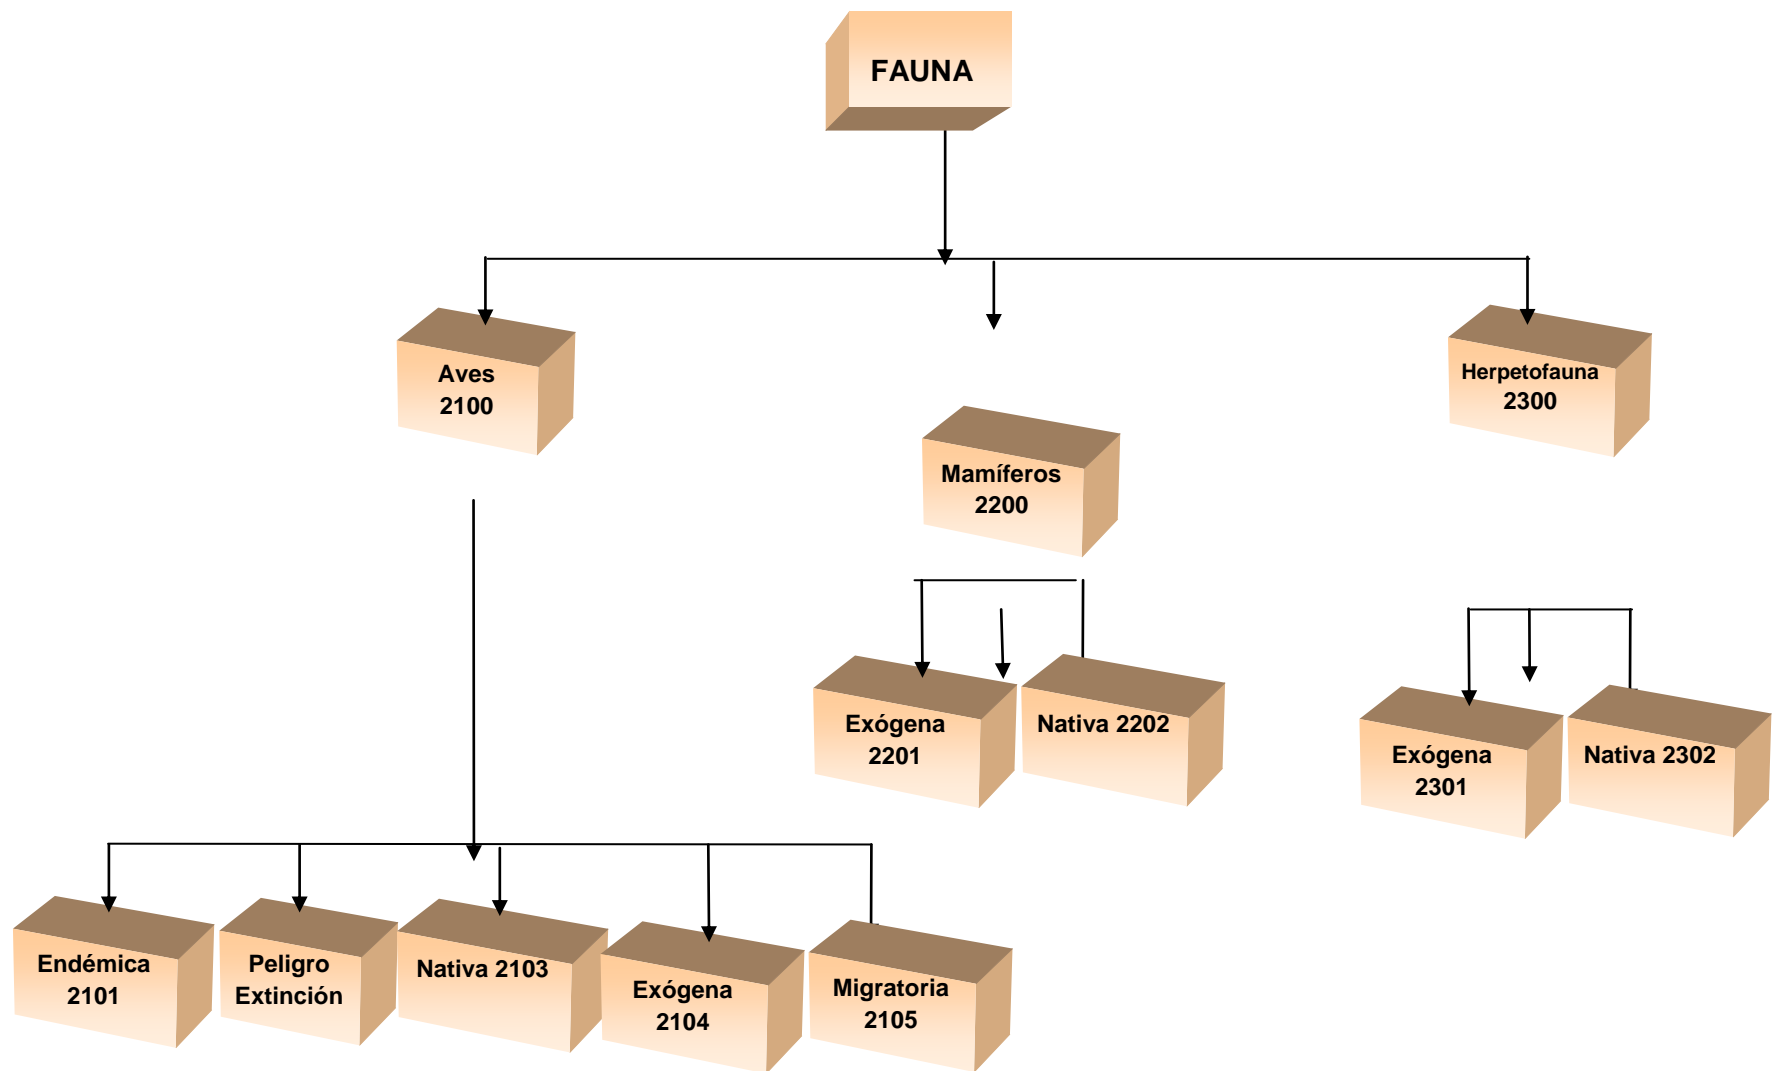 FAUNA
Aves
2100
Mamíferos
2200
Herpetofauna
2300
Exógena
2201
Nativa 2202
Exógena
2301
Nativa 2302
Endémica
2101
Peligro
Extinción
Nativa 2103
Exógena
2104
Migratoria
2105